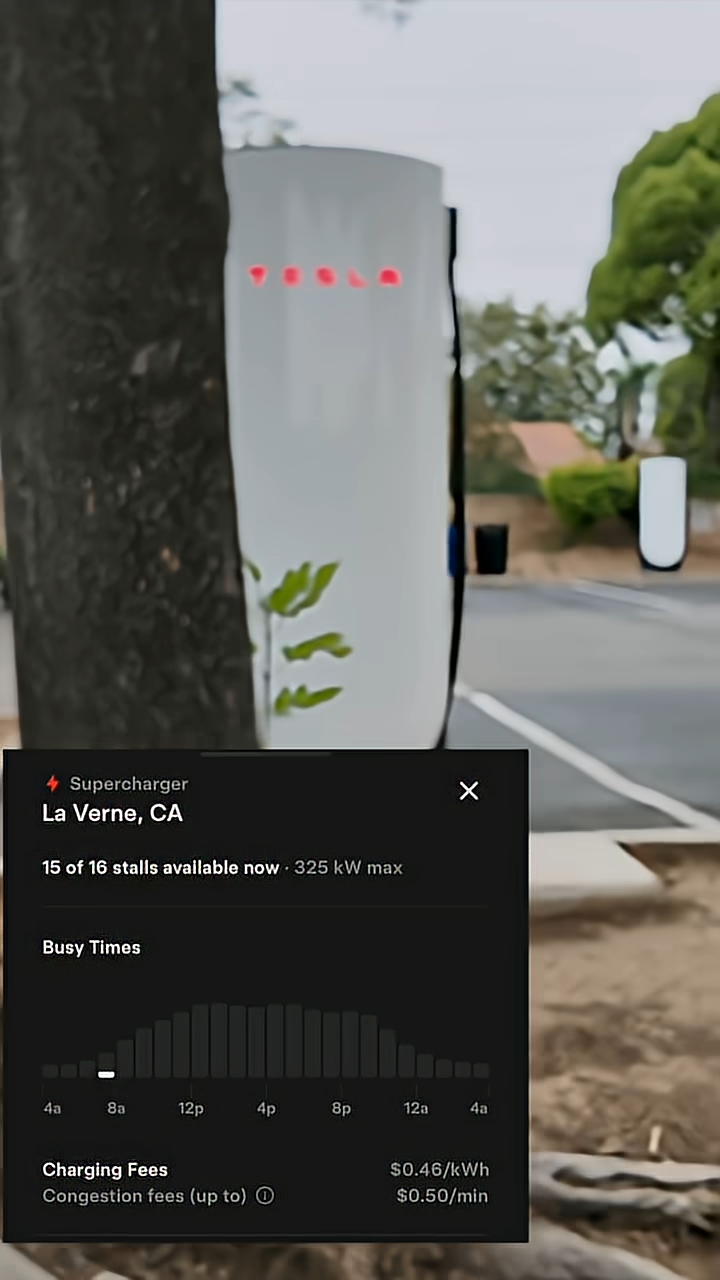 TESLA
Supercharger
La Verne, CA
15 of 16 stalls available now · 325 kW max
Busy Times
4a 8a 12p 4p 8p 12a 4a
Charging Fees $0.46/kWh
Congestion fees (up to) $0.50/min